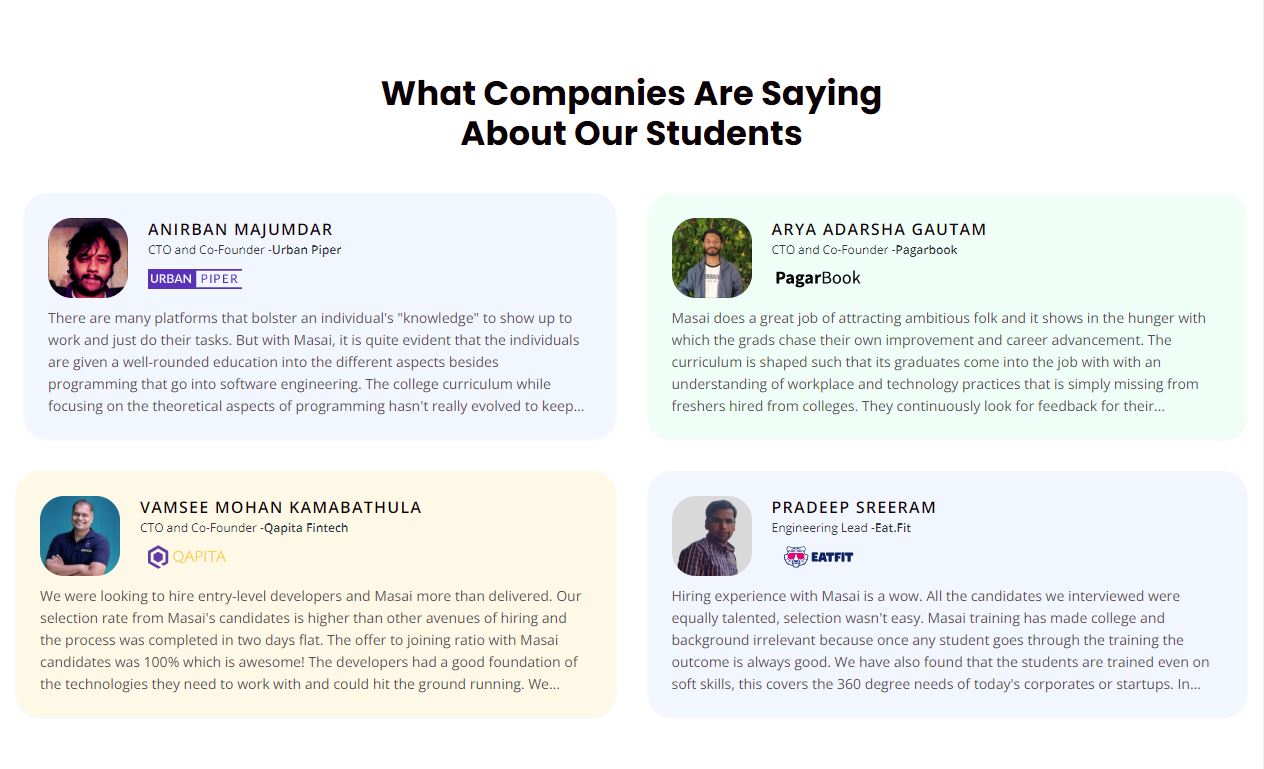 What Companies Are Saying
About Our Students
ANIRBAN MAJUMDAR
CTO and Co-Founder -Urban Piper
URBAN PIPER
There are many platforms that bolster an individual's "knowledge" to show up to
work and just do their tasks. But with Masai, it is quite evident that the individuals
are given a well-rounded education into the different aspects besides
programming that go into software engineering. The college curriculum while
focusing on the theoretical aspects of programming hasn't really evolved to keep...
ARYA ADARSHA GAUTAM
CTO and Co-Founder -Pagarbook
PagarBook
Masai does a great job of attracting ambitious folk and it shows in the hunger with
which the grads chase their own improvement and career advancement. The
curriculum is shaped such that its graduates come into the job with with an
understanding of workplace and technology practices that is simply missing from
freshers hired from colleges. They continuously look for feedback for their...
VAMSEE MOHAN KAMBATHULA
CTO and Co-Founder -Qapita Fintech
QAPITA
We were looking to hire entry-level developers and Masai more than delivered. Our
selection rate from Masai's candidates is higher than other avenues of hiring and
the process was completed in two days flat. The offer to joining ratio with Masai
candidates was 100% which is awesome! The developers had a good foundation of
the technologies they need to work with and could hit the ground running. We...
PRADEEP SREERAM
Engineering Lead -Eat.Fit
EATFIT
Hiring experience with Masai is a wow. All the candidates we interviewed were
equally talented, selection wasn't easy. Masai training has made college and
background irrelevant because once any student goes through the training the
outcome is always good. We have also found that the students are trained even on
soft skills, this covers the 360 degree needs of today's corporates or startups. In...